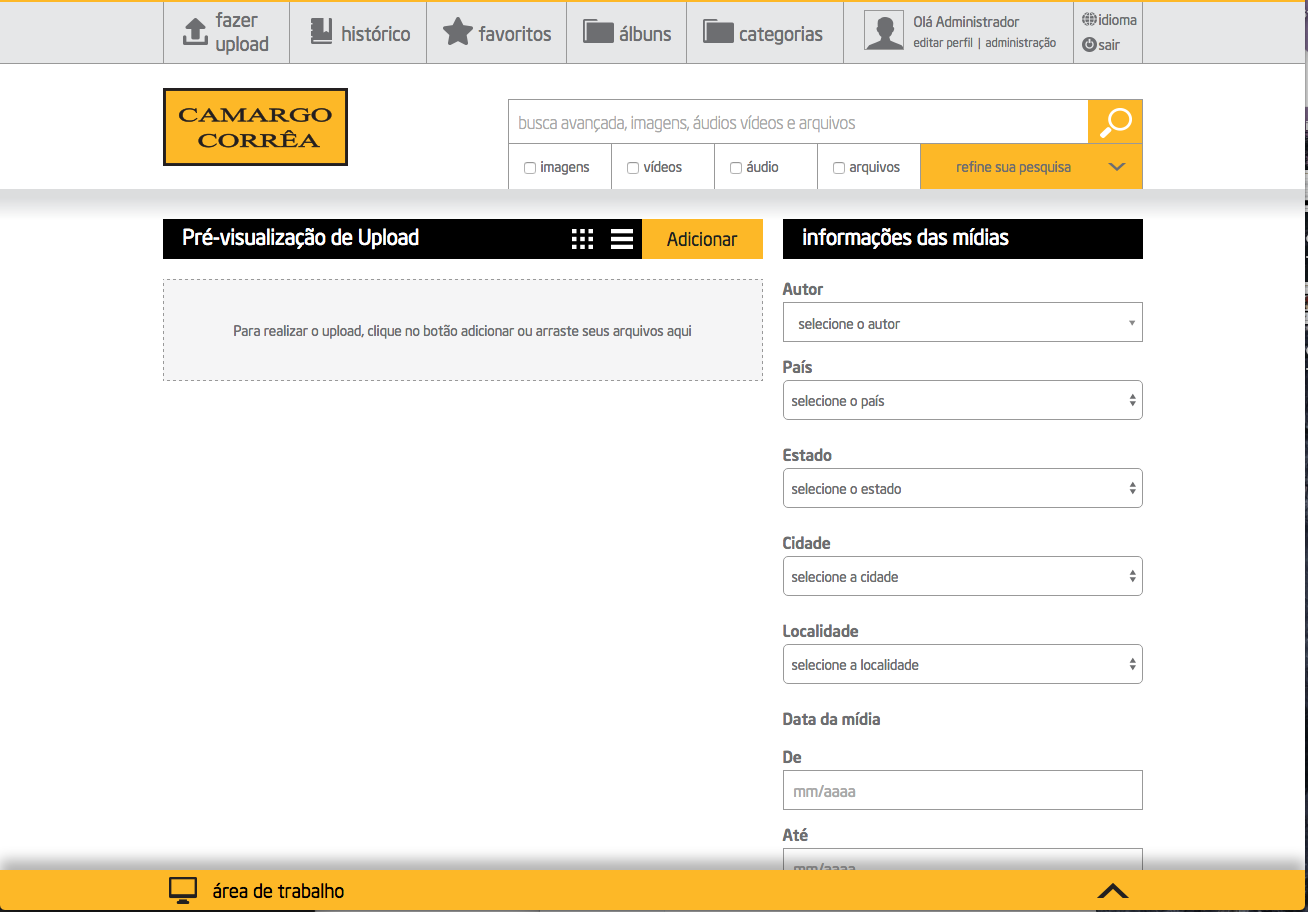 fazer
upload
histórico
favoritos
álbuns
categorias
Olá Administrador
editar perfil | administração
idioma
sair
CAMARGO
CORRÊA
busca avançada, imagens, áudios vídeos e arquivos
imagens
vídeos
áudio
arquivos
refine sua pesquisa
Pré-visualização de Upload
Adicionar
Para realizar o upload, clique no botão adicionar ou arraste seus arquivos aqui
informações das mídias
Autor
selecione o autor
País
selecione o país
Estado
selecione o estado
Cidade
selecione a cidade
Localidade
selecione a localidade
Data da mídia
De
mm/aaaa
Até
mm/aaaa
área de trabalho